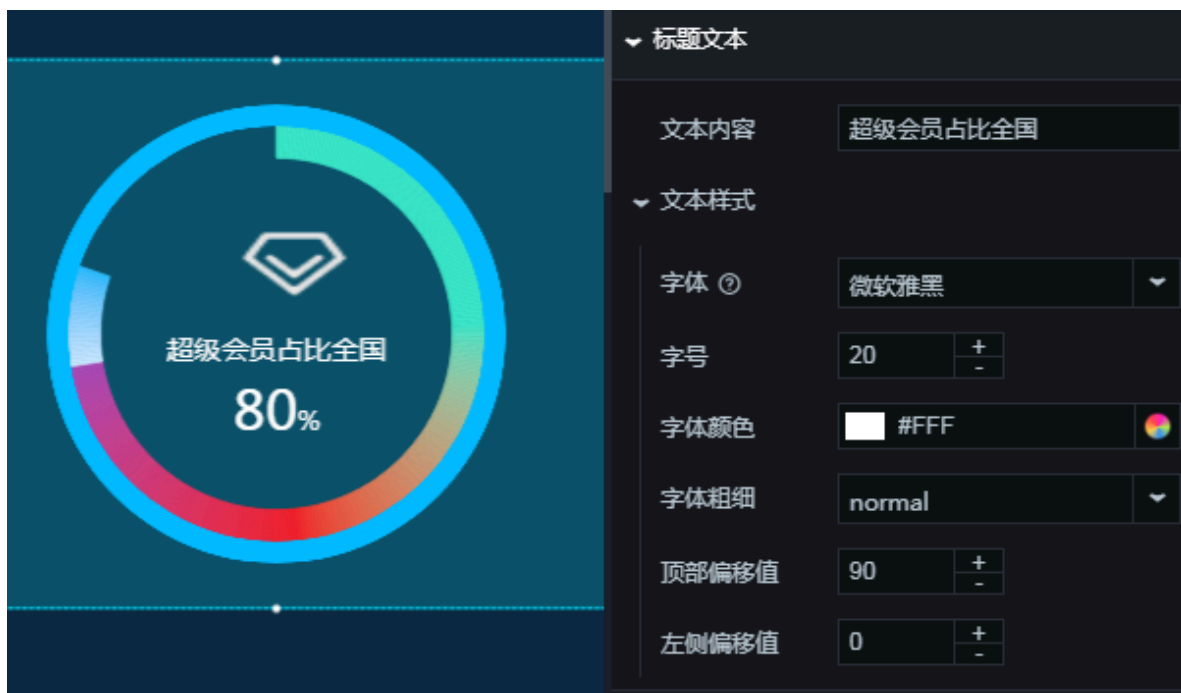 超级会员占比全国
80%
标题文本
文本内容 超级会员占比全国
文本样式
字体 ? 微软雅黑
字号 20 + -
字体颜色 #FFF
字体粗细 normal
顶部偏移值 90 + -
左侧偏移值 0 + -